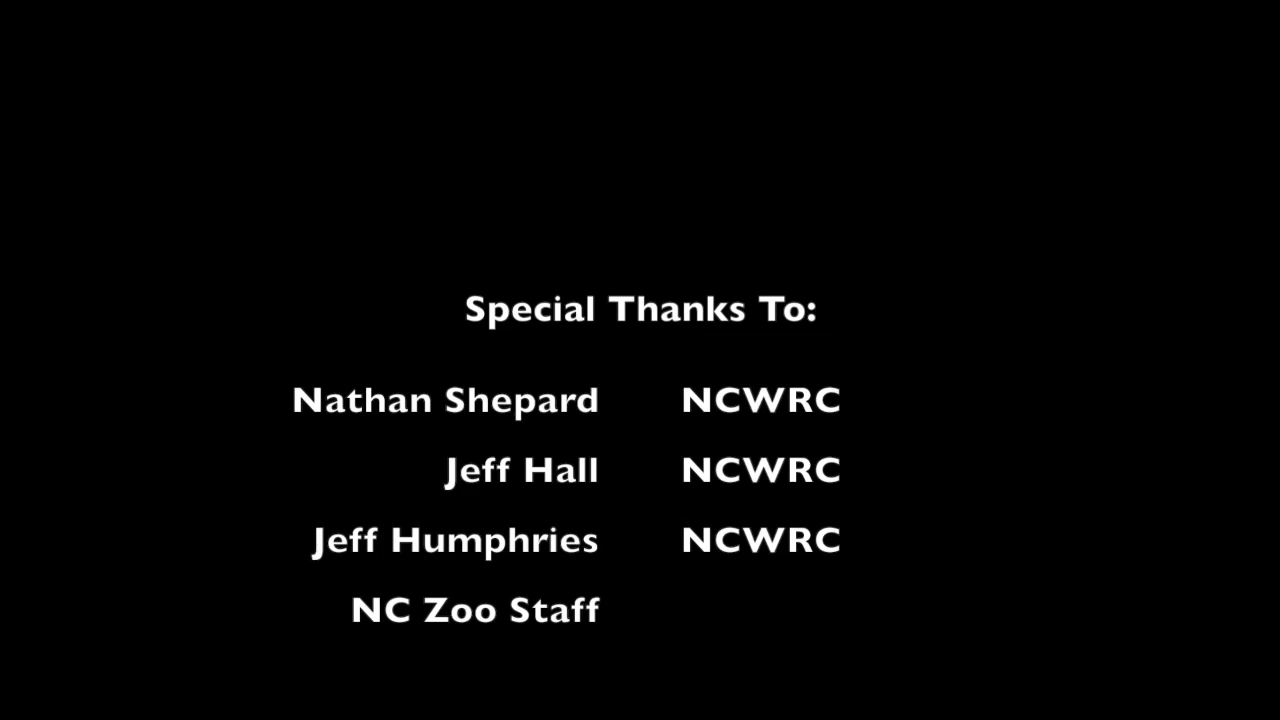 Special Thanks To:
Nathan Shepard NCWRC
Jeff Hall NCWRC
Jeff Humphries NCWRC
NC Zoo Staff